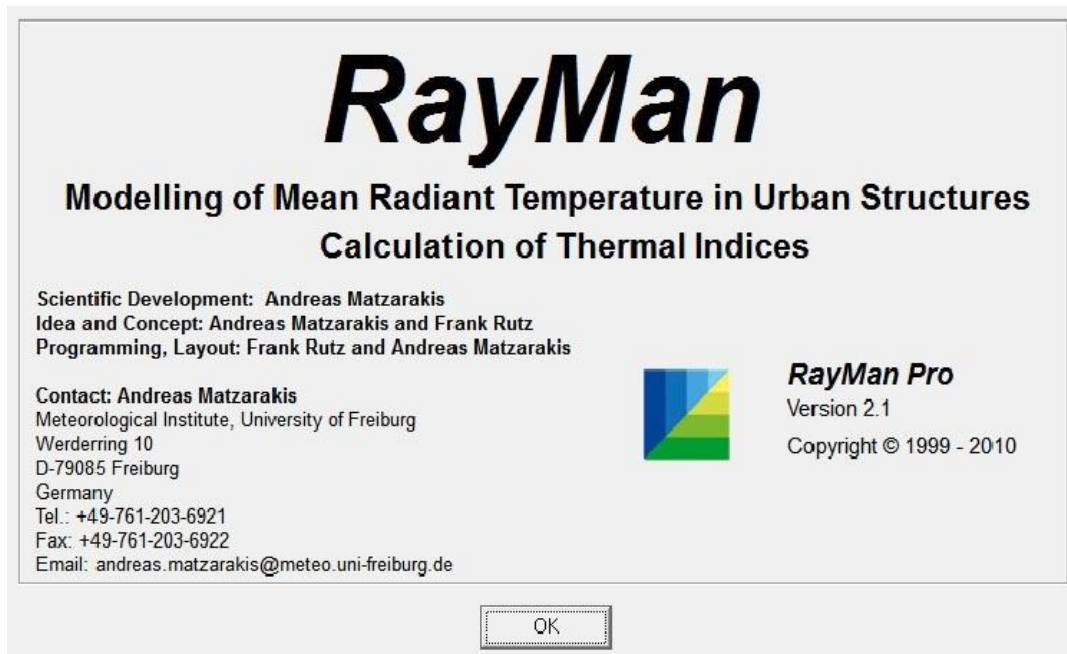 RayMan
Modelling of Mean Radiant Temperature in Urban Structures
Calculation of Thermal Indices
Scientific Development: Andreas Matzarakis
Idea and Concept: Andreas Matzarakis and Frank Rutz
Programming, Layout: Frank Rutz and Andreas Matzarakis
Contact: Andreas Matzarakis
Meteorological Institute, University of Freiburg
Werderring 10
D-79085 Freiburg
Germany
Tel.: +49-761-203-6921
Fax: +49-761-203-6922
Email: andreas.matzarakis@meteo.uni-freiburg.de
RayMan Pro
Version 2.1
Copyright © 1999 - 2010
OK